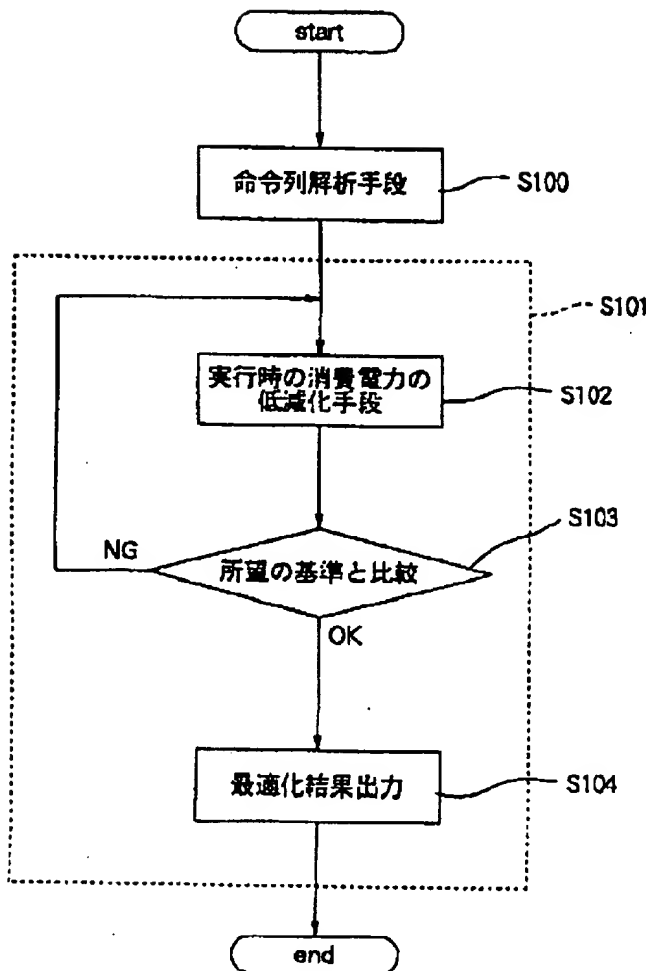 start
命令列解析手段
S100
S101
実行時の消費電力の
低減化手段
S102
S103
NG
所望の基準と比較
OK
最適化結果出力
S104
end